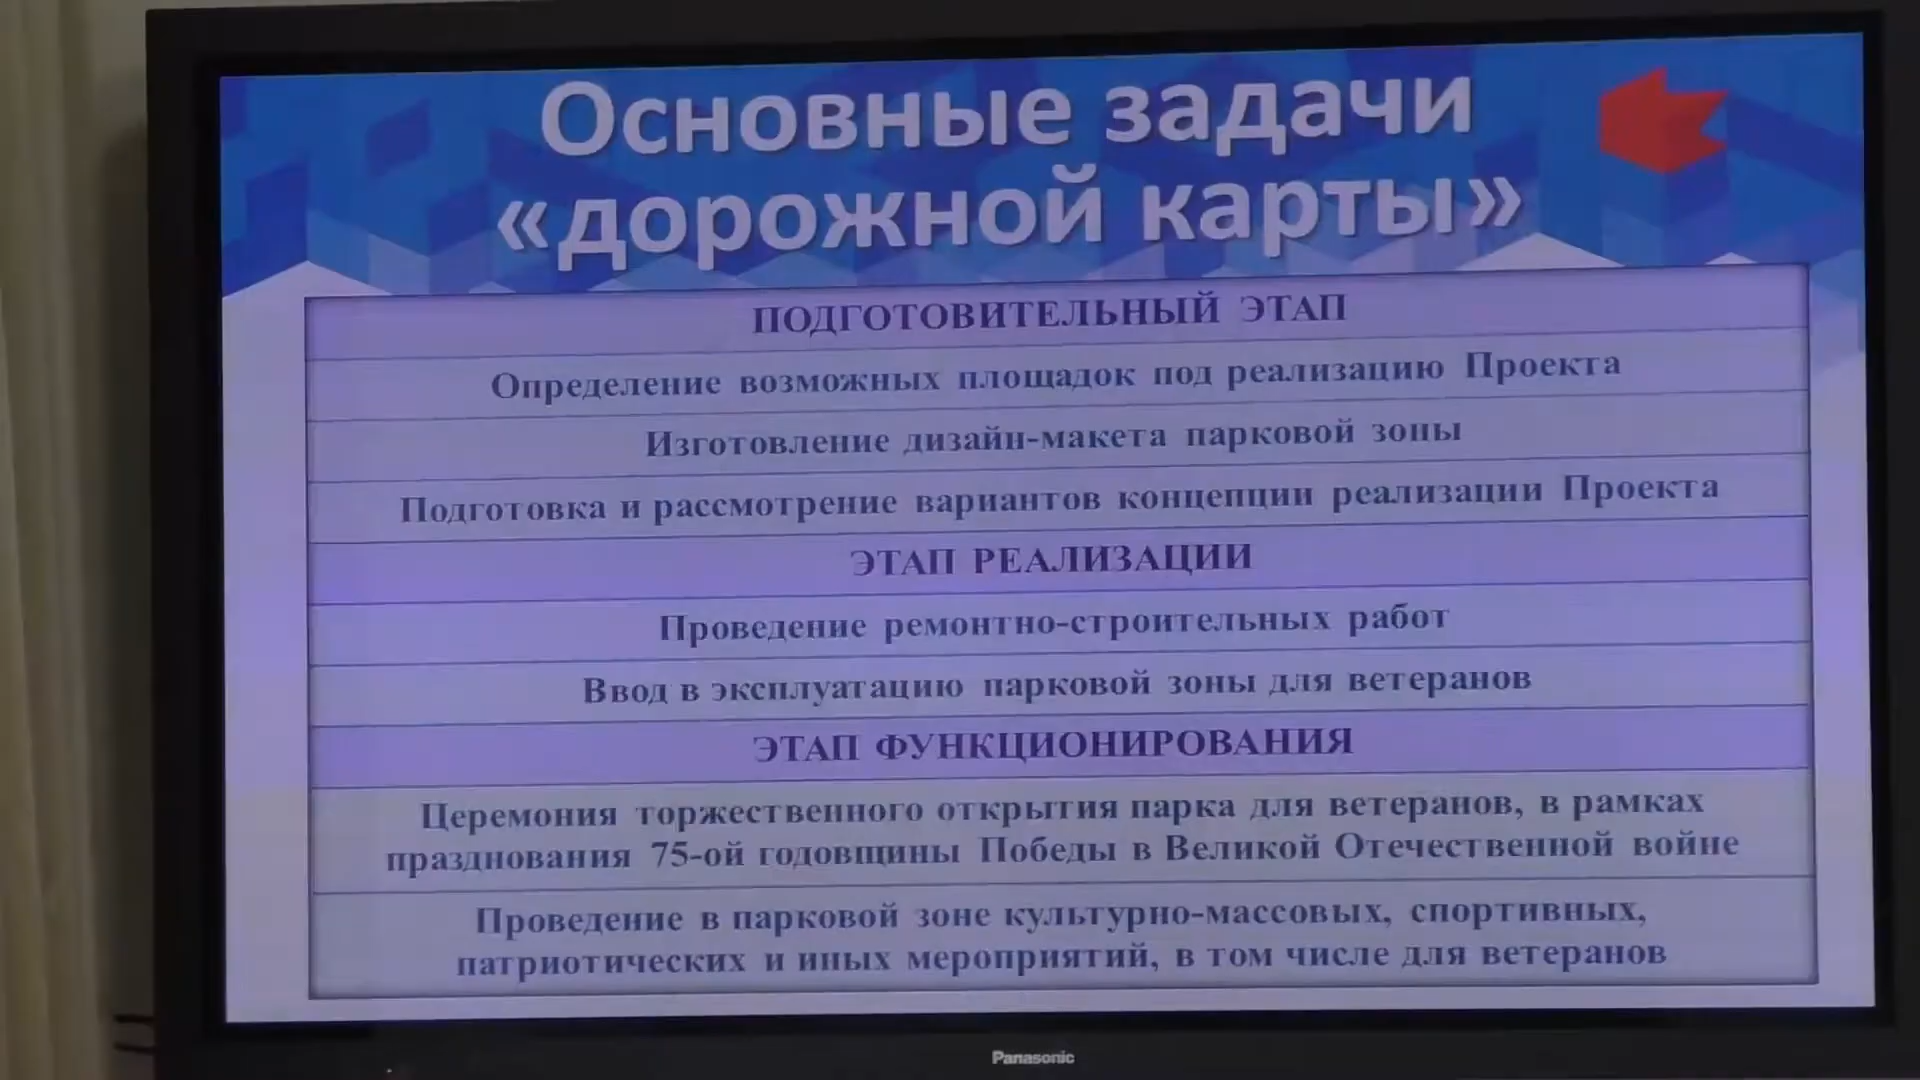 Основные задачи
«дорожной карты»
ПОДГОТОВИТЕЛЬНЫЙ ЭТАП
Определение возможных площадок под реализацию Проекта
Изготовление дизайн-макета парковой зоны
Подготовка и рассмотрение вариантов концепции реализации Проекта
ЭТАП РЕАЛИЗАЦИИ
Проведение ремонтно-строительных работ
Ввод в эксплуатацию парковой зоны для ветеранов
ЭТАП ФУНКЦИОНИРОВАНИЯ
Церемония торжественного открытия парка для ветеранов, в рамках
празднования 75-ой годовщины Победы в Великой Отечественной войне
Проведение в парковой зоне культурно-массовых, спортивных,
патриотических и иных мероприятий, в том числе для ветеранов
Panasonic